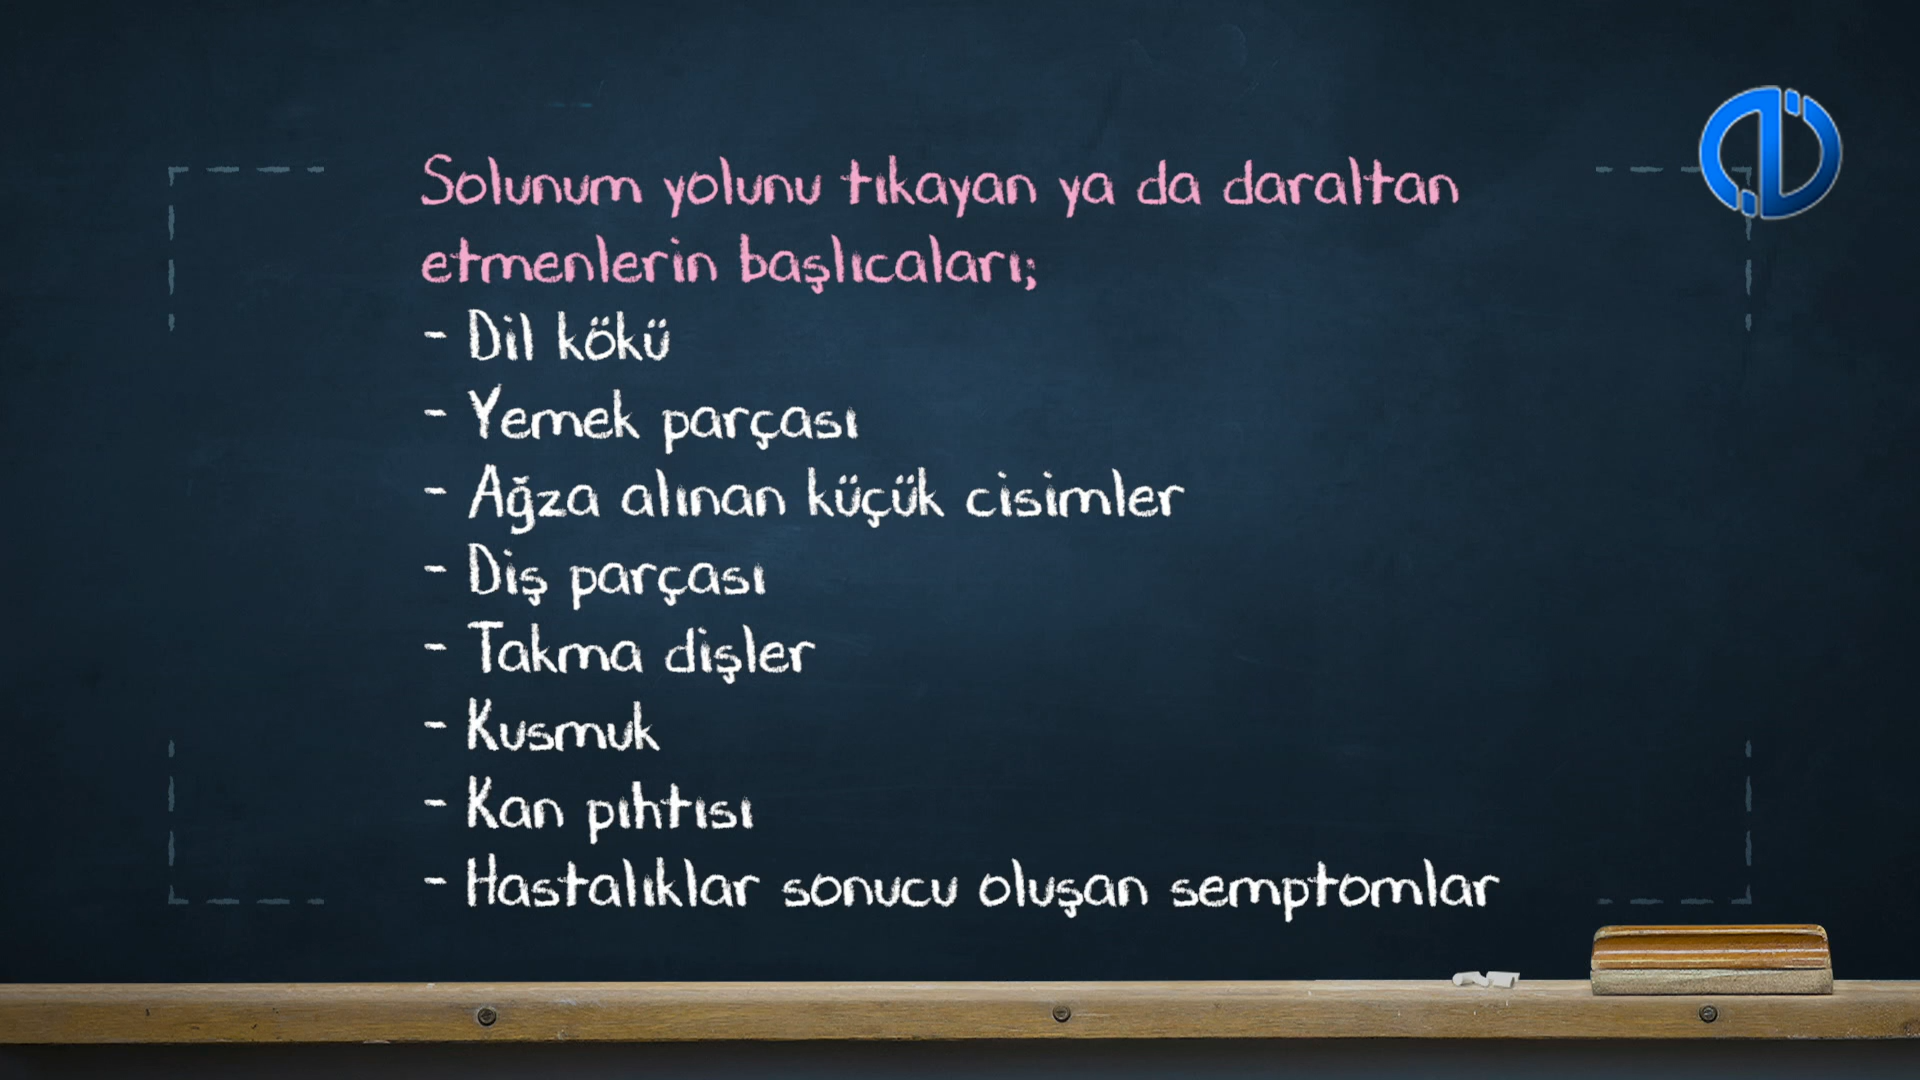 Solunum yolunu tıkayan ya da daraltan
etmenlerin başlıcaları;
- Dil kökü
- Yemek parçası
- Ağza alınan küçük cisimler
- Diş parçası
- Takma dişler
- Kusmuk
- Kan pıhtısı
- Hastalıklar sonucu oluşan semptomlar